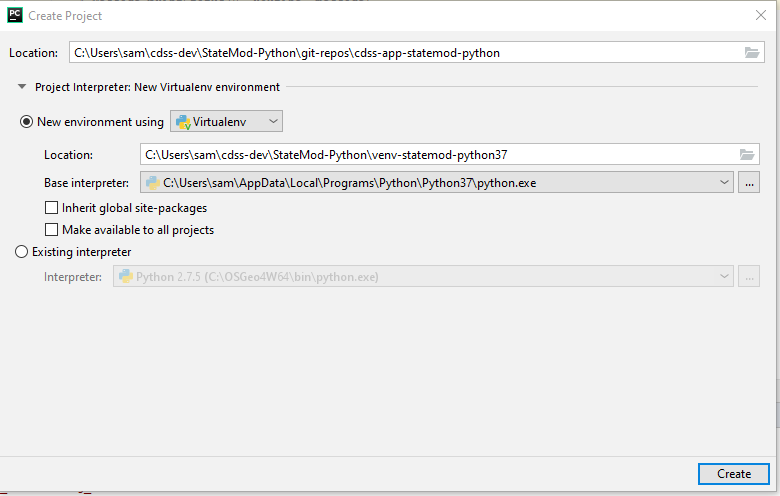 PC Create Project
Location: C:\Users\sam\cdss-dev\StateMod-Python\git-repos\cdss-app-statemod-python
Project Interpreter: New Virtualenv environment
New environment using Virtualenv
Location: C:\Users\sam\cdss-dev\StateMod-Python\venv-statemod-python37
Base interpreter: C:\Users\sam\AppData\Local\Programs\Python\Python37\python.exe ...
Inherit global site-packages
Make available to all projects
Existing interpreter
Interpreter: Python 2.7.5 (C:\OSGeo4W64\bin\python.exe) ...
Create